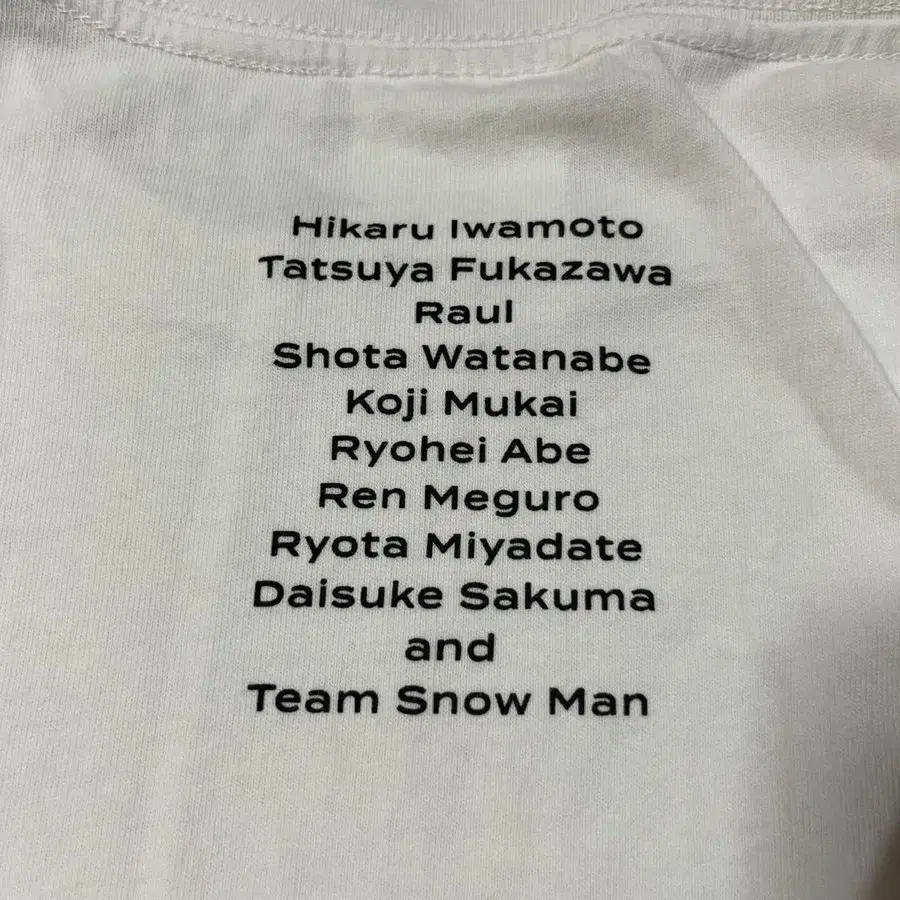 Hikaru Iwamoto
Tatsuya Fukazawa
Raul
Shota Watanabe
Koji Mukai
Ryohei Abe
Ren Meguro
Ryota Miyadate
Daisuke Sakuma
and
Team Snow Man